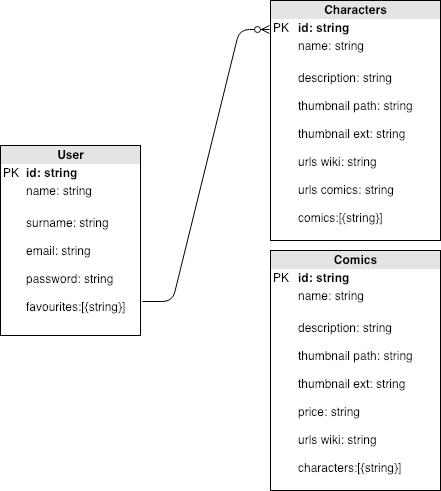 Characters
PK id: string
name: string
description: string
thumbnail path: string
thumbnail ext: string
urls wiki: string
urls comics: string
comics:[{string}]
User
PK id: string
name: string
surname: string
email: string
password: string
favourites:[{string}]
Comics
PK id: string
name: string
description: string
thumbnail path: string
thumbnail ext: string
price: string
urls wiki: string
characters:[{string}]